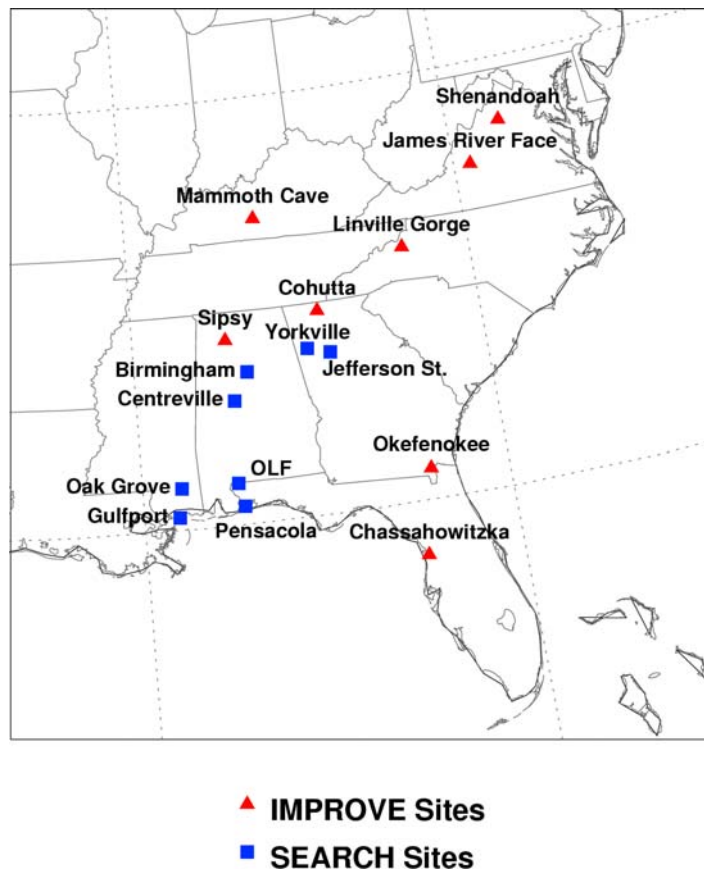 Shenandoah
James River Face
Mammoth Cave
Linville Gorge
Cohutta
Sipsy
Yorkville
Birmingham
Jefferson St.
Centreville
Okefenokee
OLF
Oak Grove
Gulfport
Pensacola
Chassahowitzka
IMPROVE Sites
SEARCH Sites